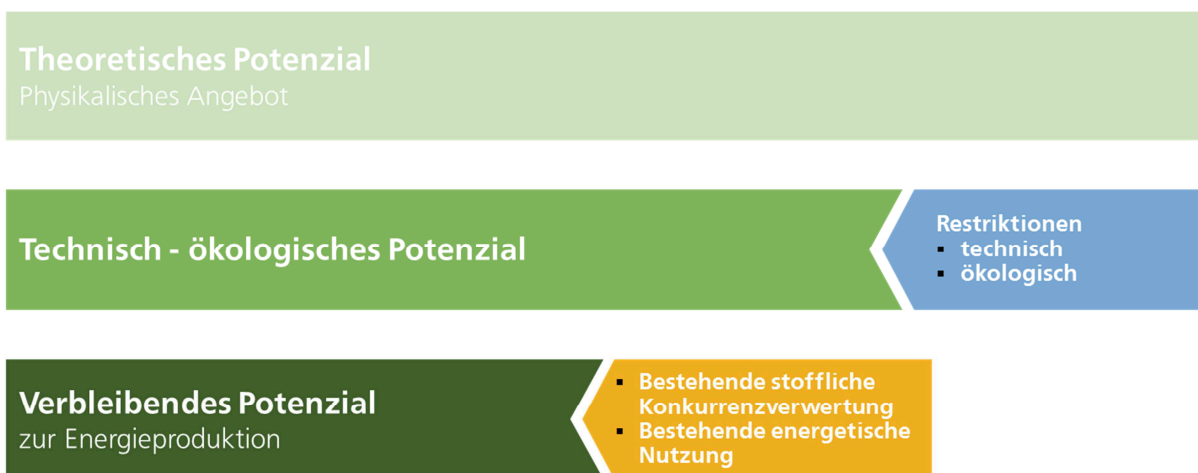 Theoretisches Potenzial
Physikalisches Angebot
Technisch - ökologisches Potenzial
Restriktionen
▪ technisch
▪ ökologisch
Verbleibendes Potenzial
zur Energieproduktion
▪ Bestehende stoffliche
Konkurrenzverwertung
▪ Bestehende energetische
Nutzung